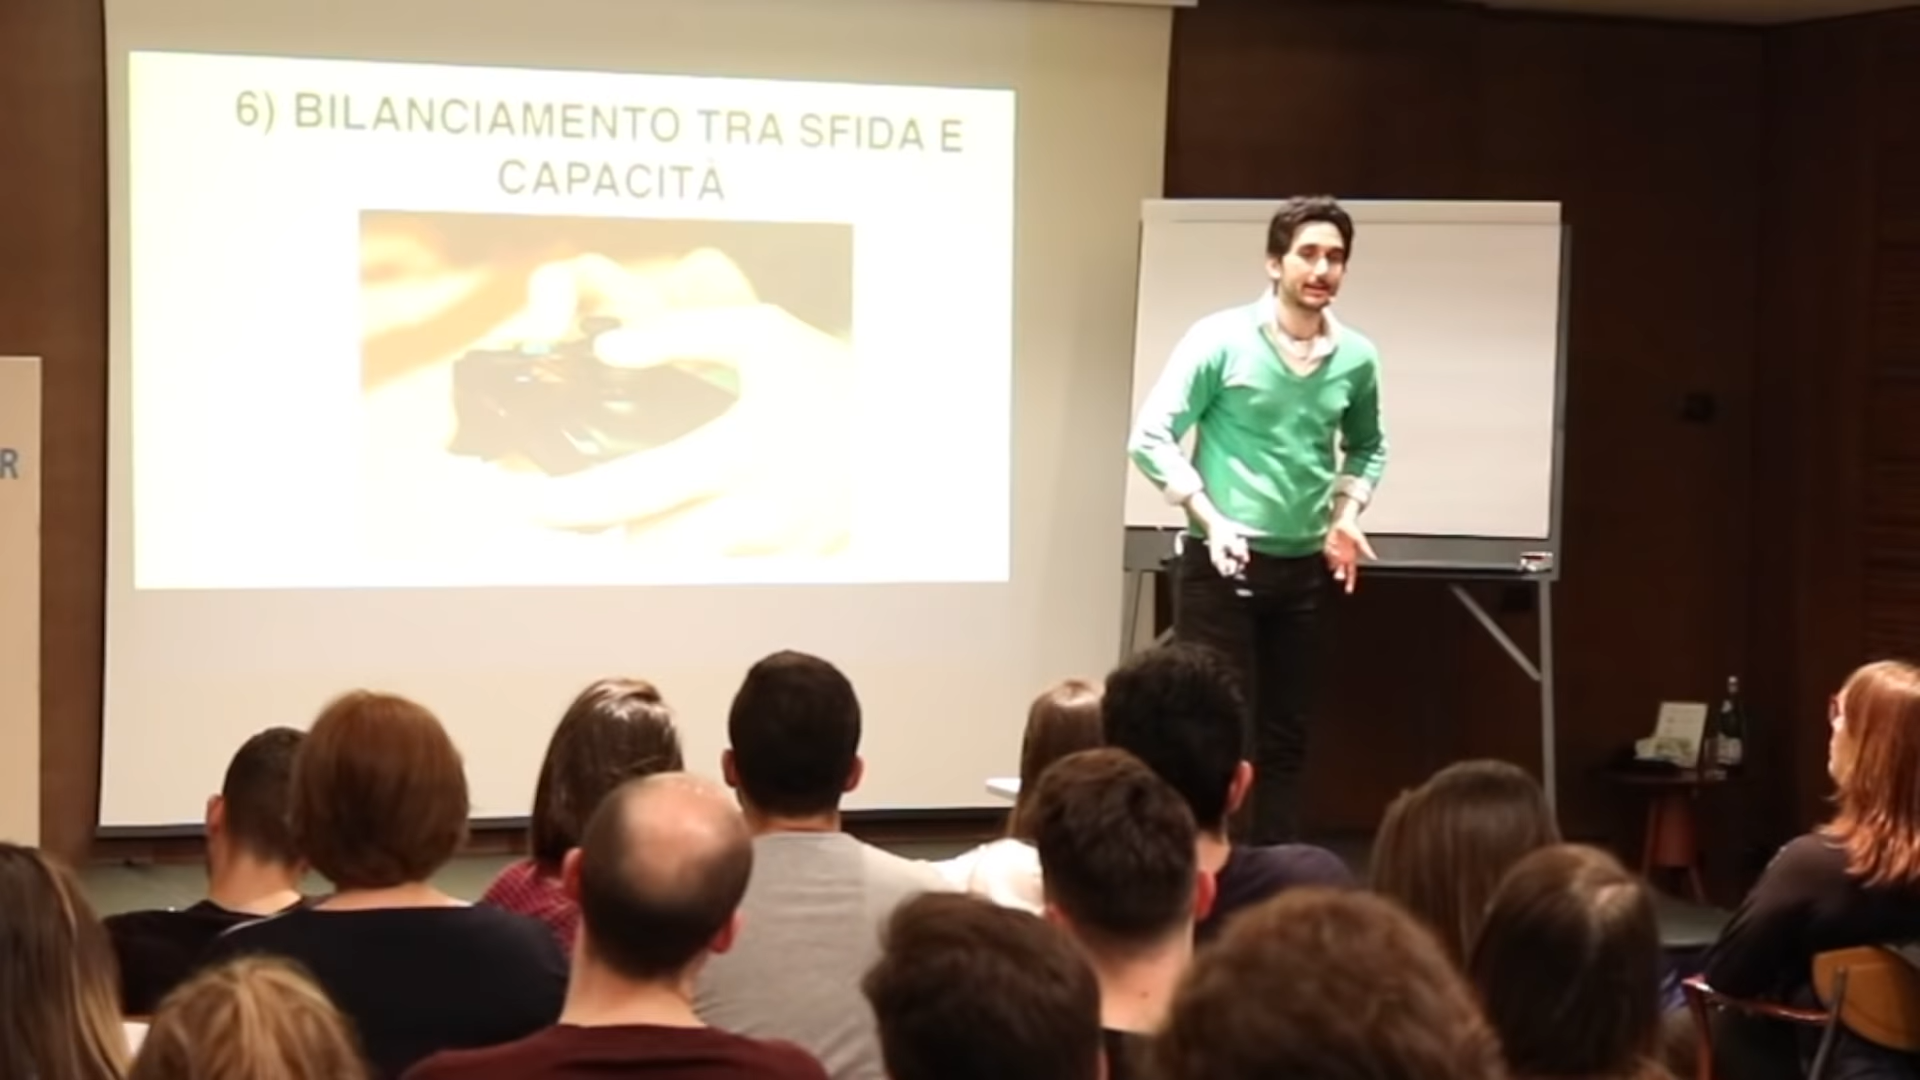 6) BILANCIAMENTO TRA SFIDA E
CAPACITÀ
R